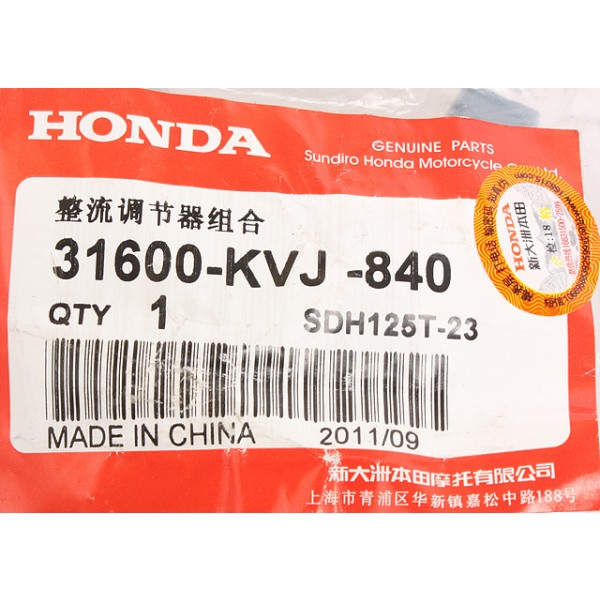 HONDA
GENUINE PARTS
Sundiro Honda Motorcycle Co., Ltd.
整流调节器组合
31600-KVJ -840
QTY 1 SDH125T-23
MADE IN CHINA 2011/09
新大洲本田摩托有限公司
上海市青浦区华新镇嘉松中路188号
HONDA
新大洲本田
检:18